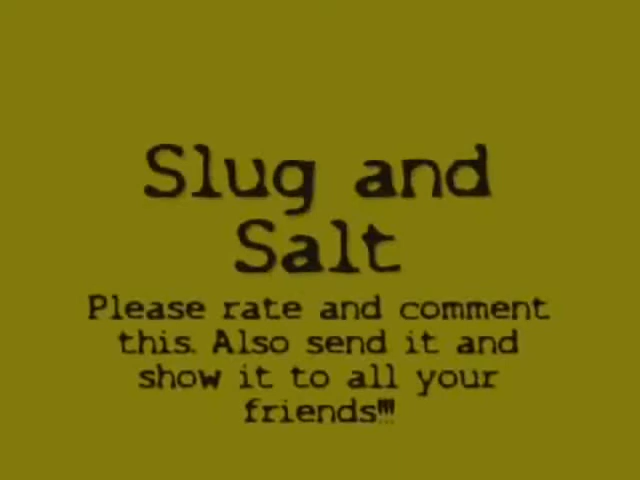 Slug and
Salt
Please rate and comment
this. Also send it and
show it to all your
friends!!!!